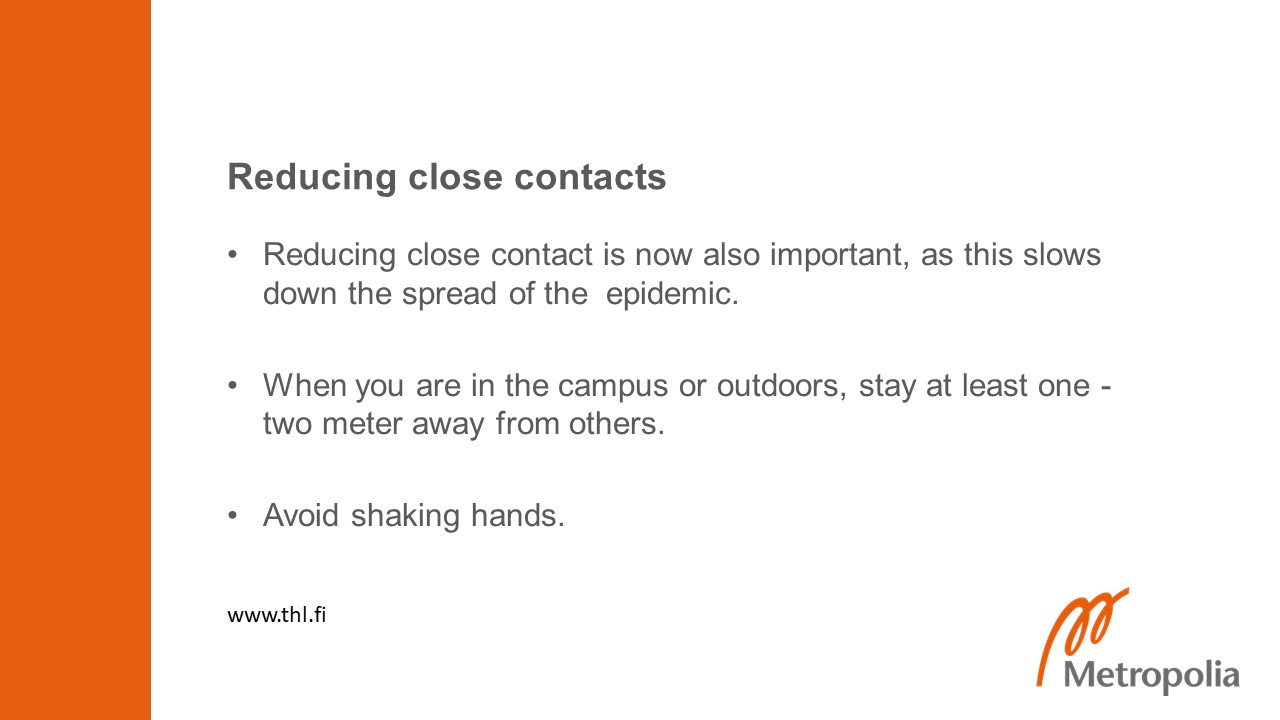 Reducing close contacts
• Reducing close contact is now also important, as this slows
down the spread of the  epidemic.
• When you are in the campus or outdoors, stay at least one -
two meter away from others.
• Avoid shaking hands.
www.thl.fi
Metropolia